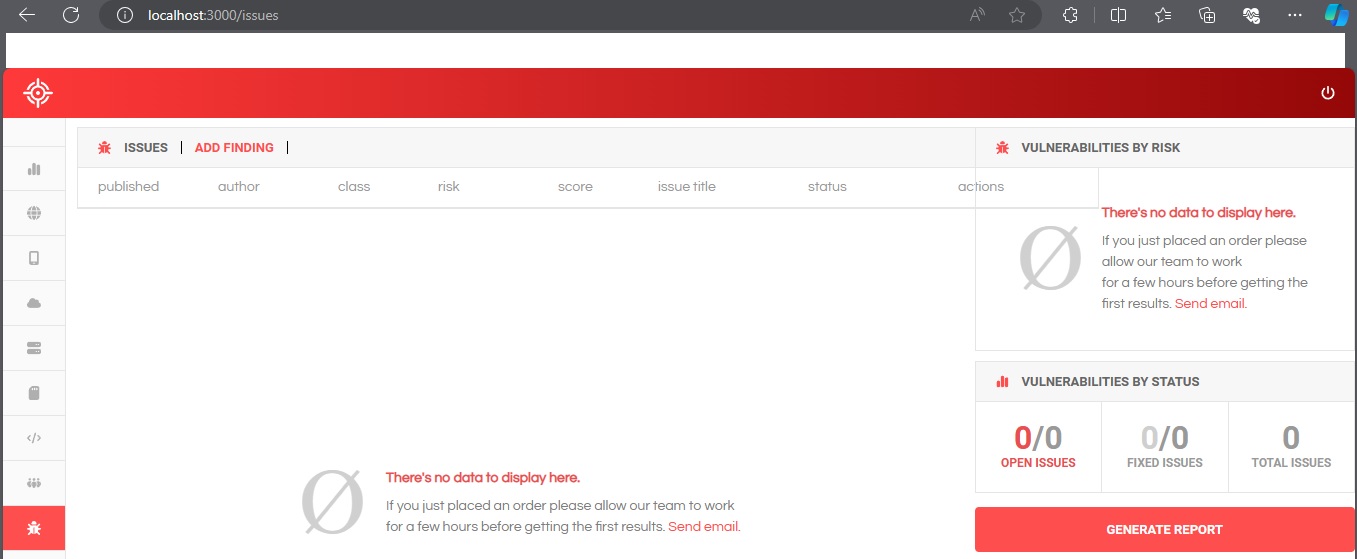 localhost:3000/issues
ISSUES | ADD FINDING |
published author class risk score issue title status actions
There's no data to display here.
If you just placed an order please allow our team to work
for a few hours before getting the first results. Send email.
VULNERABILITIES BY RISK
There's no data to display here.
If you just placed an order please
allow our team to work
for a few hours before getting the
first results. Send email.
VULNERABILITIES BY STATUS
0/0 0/0 0
OPEN ISSUES FIXED ISSUES TOTAL ISSUES
GENERATE REPORT